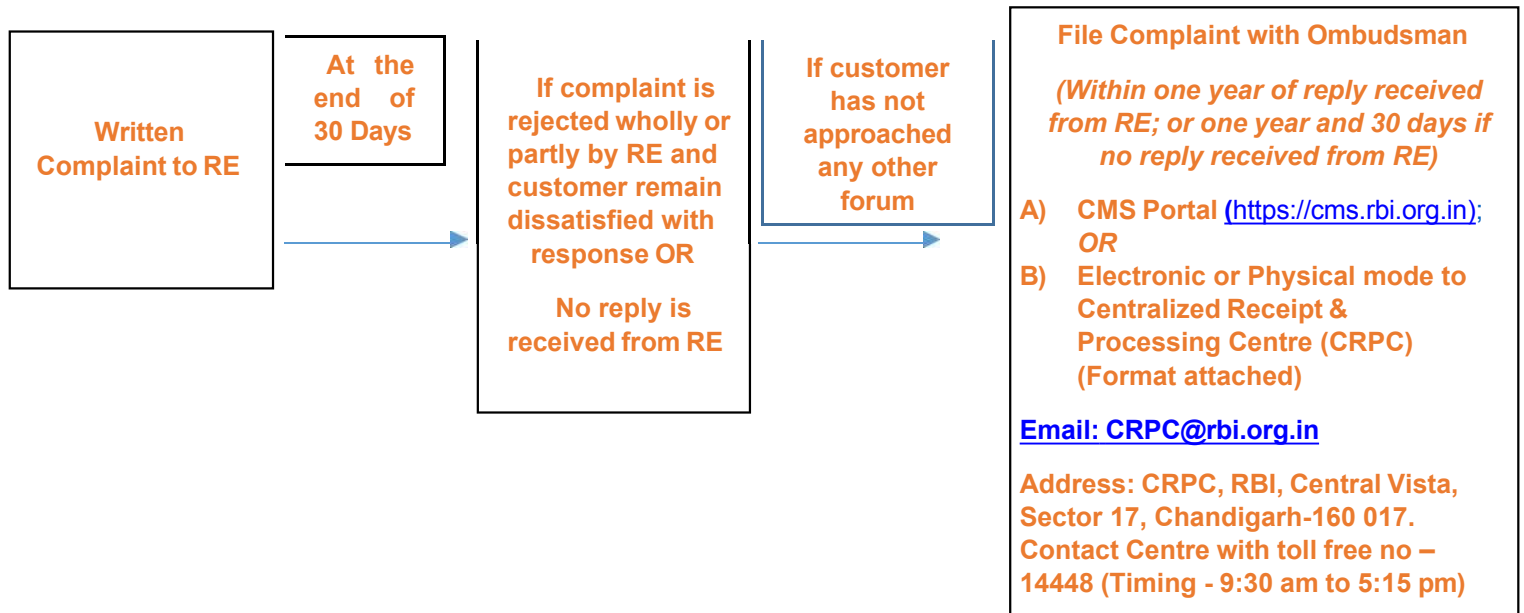 Written
Complaint to RE
At the
end of
30 Days
If complaint is
rejected wholly or
partly by RE and
customer remain
dissatisfied with
response OR
No reply is
received from RE
If customer
has not
approached
any other
forum
File Complaint with Ombudsman
(Within one year of reply received
from RE; or one year and 30 days if
no reply received from RE)
A) CMS Portal (https://cms.rbi.org.in);
OR
B) Electronic or Physical mode to
Centralized Receipt &
Processing Centre (CRPC)
(Format attached)
Email: CRPC@rbi.org.in
Address: CRPC, RBI, Central Vista,
Sector 17, Chandigarh-160 017.
Contact Centre with toll free no –
14448 (Timing - 9:30 am to 5:15 pm)